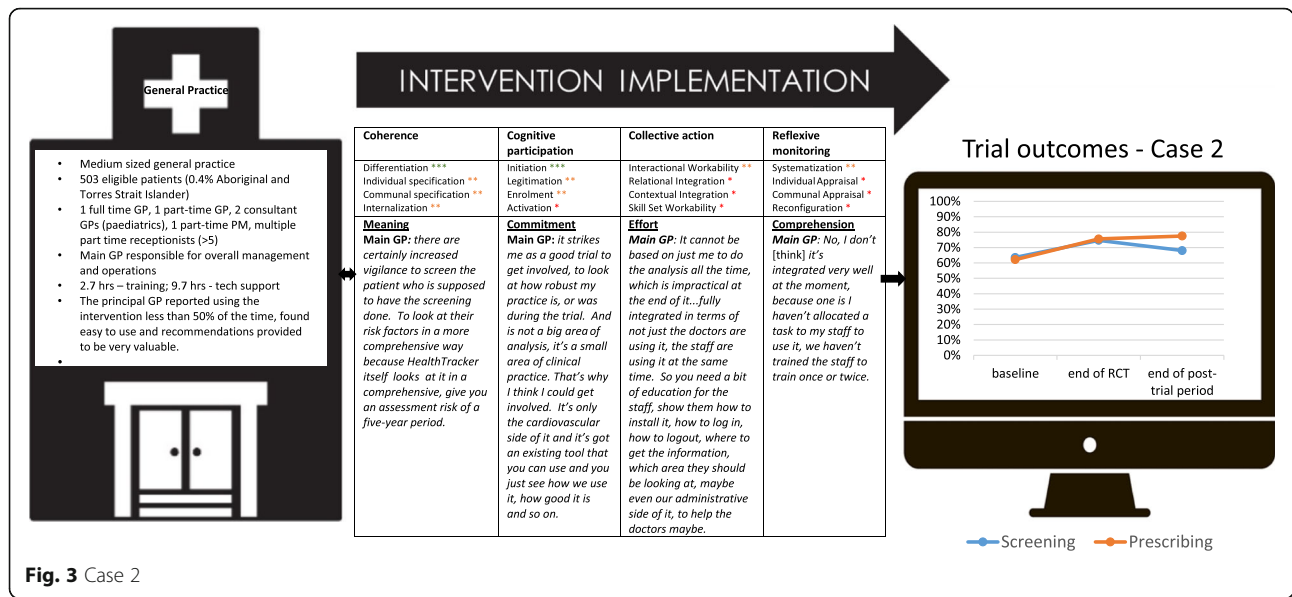 General Practice
• Medium sized general practice
• 503 eligible patients (0.4% Aboriginal and
Torres Strait Islander)
• 1 full time GP, 1 part-time GP, 2 consultant
GPs (paediatrics), 1 part-time PM, multiple
part time receptionists (>5)
• Main GP responsible for overall management
and operations
• 2.7 hrs – training; 9.7 hrs - tech support
• The principal GP reported using the
intervention less than 50% of the time, found
easy to use and recommendations provided
to be very valuable.
•
INTERVENTION IMPLEMENTATION
Coherence
Differentiation ***
Individual specification **
Communal specification **
Internalization **
Meaning
Main GP: there are
certainly increased
vigilance to screen the
patient who is supposed
to have the screening
done. To look at their
risk factors in a more
comprehensive way
because HealthTracker
itself looks at it in a
comprehensive, give you
an assessment risk of a
five-year period.
Cognitive
participation
Initiation ***
Legitimation **
Enrolment **
Activation *
Commitment
Main GP: it strikes
me as a good trial to
get involved, to look
at how robust my
practice is, or was
during the trial. And
is not a big area of
analysis, it's a small
area of clinical
practice. That's why
I think I could get
involved. It's only
the cardiovascular
side of it and it's got
an existing tool that
you can use and you
just see how we use
it, how good it is
and so on.
Collective action
Interactional Workability **
Relational Integration *
Contextual Integration *
Skill Set Workability *
Effort
Main GP: It cannot be
based on just me to do
the analysis all the time,
which is impractical at
the end of it...fully
integrated in terms of
not just the doctors are
using it, the staff are
using it at the same
time. So you need a bit
of education for the
staff, show them how to
install it, how to log in,
how to logout, where to
get the information,
which area they should
be looking at, maybe
even our administrative
side of it, to help the
doctors maybe.
Reflexive
monitoring
Systematization **
Individual Appraisal *
Communal Appraisal *
Reconfiguration *
Comprehension
Main GP: No, I don't
[think] it's
integrated very well
at the moment,
because one is I
haven't allocated a
task to my staff to
use it, we haven't
trained the staff to
train once or twice.
Trial outcomes - Case 2
100%
90%
80%
70%
60%
50%
40%
30%
20%
10%
0%
baseline
end of RCT
end of post-
trial period
Screening
Prescribing
Fig. 3 Case 2